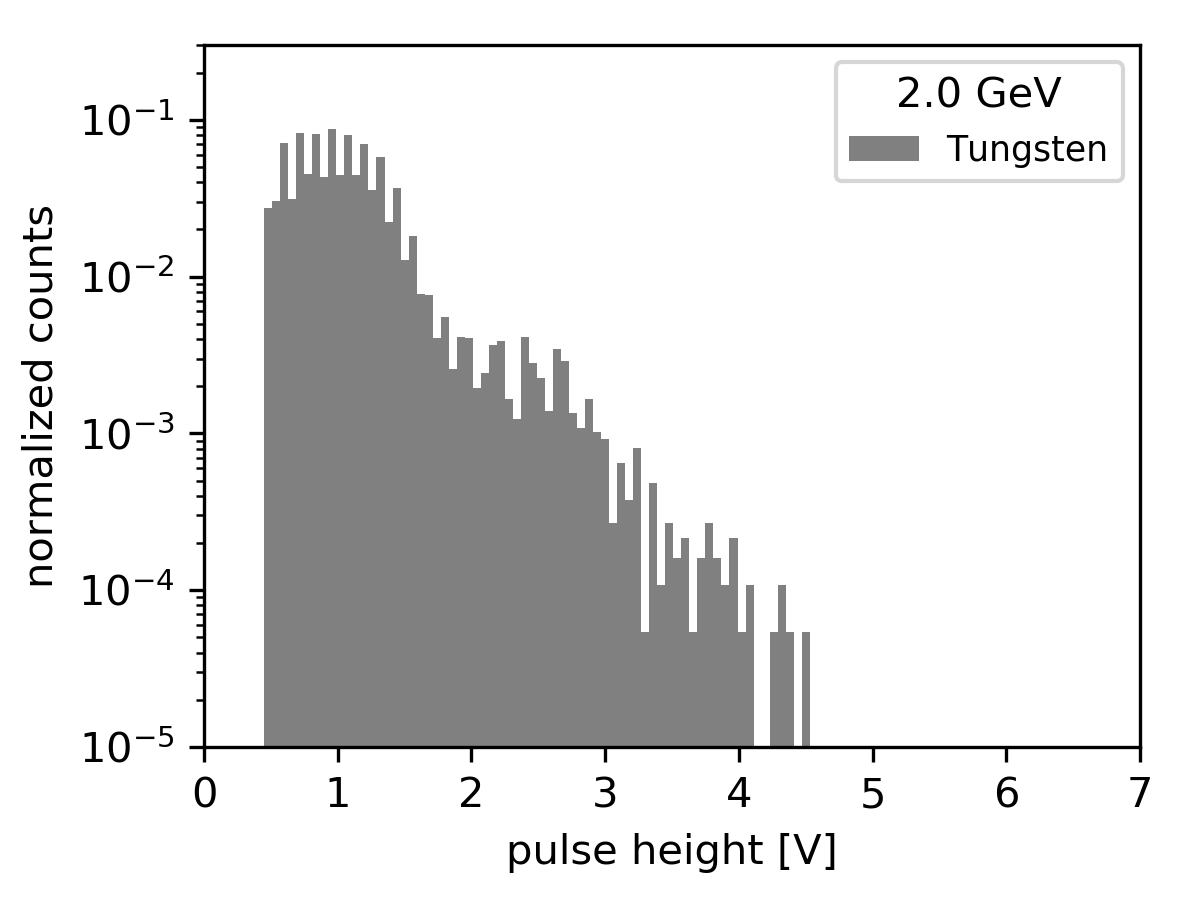 2.0 GeV
Tungsten
normalized counts
10⁻¹
10⁻²
10⁻³
10⁻⁴
10⁻⁵
0 1 2 3 4 5 6 7
pulse height [V]